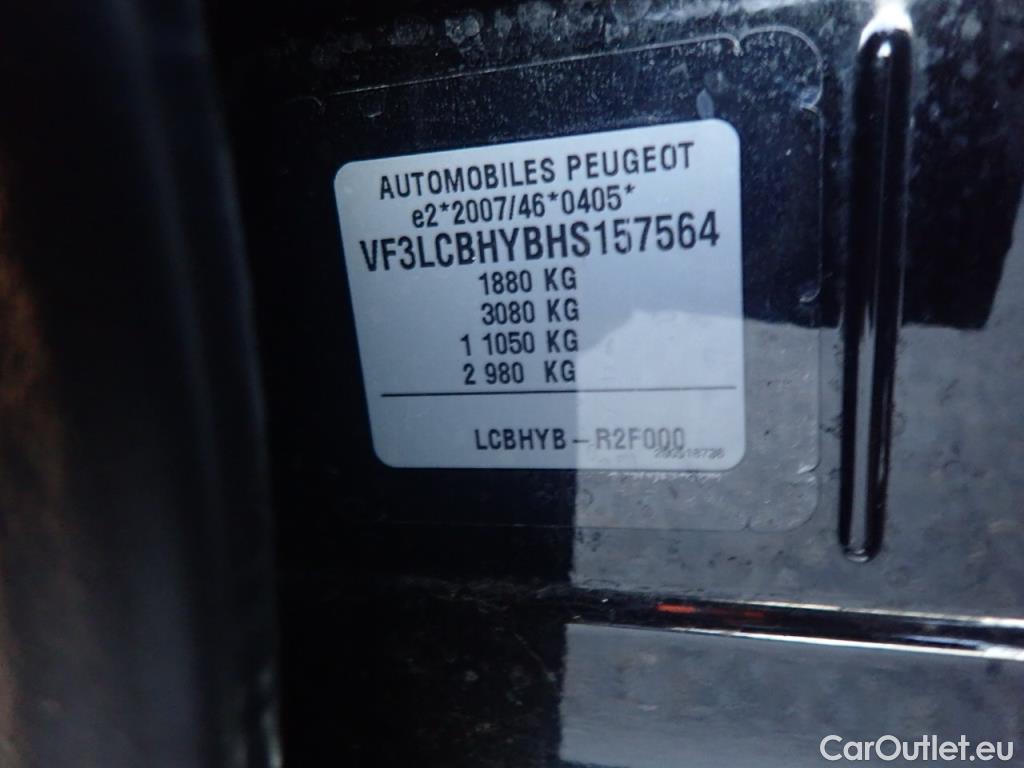 AUTOMOBILES PEUGEOT
e2*2007/46*0405*
VF3LCBHYBHS157564
1880 KG
3080 KG
1 1050 KG
2 980 KG
LCBHYB - R2F000
CarOutlet.eu